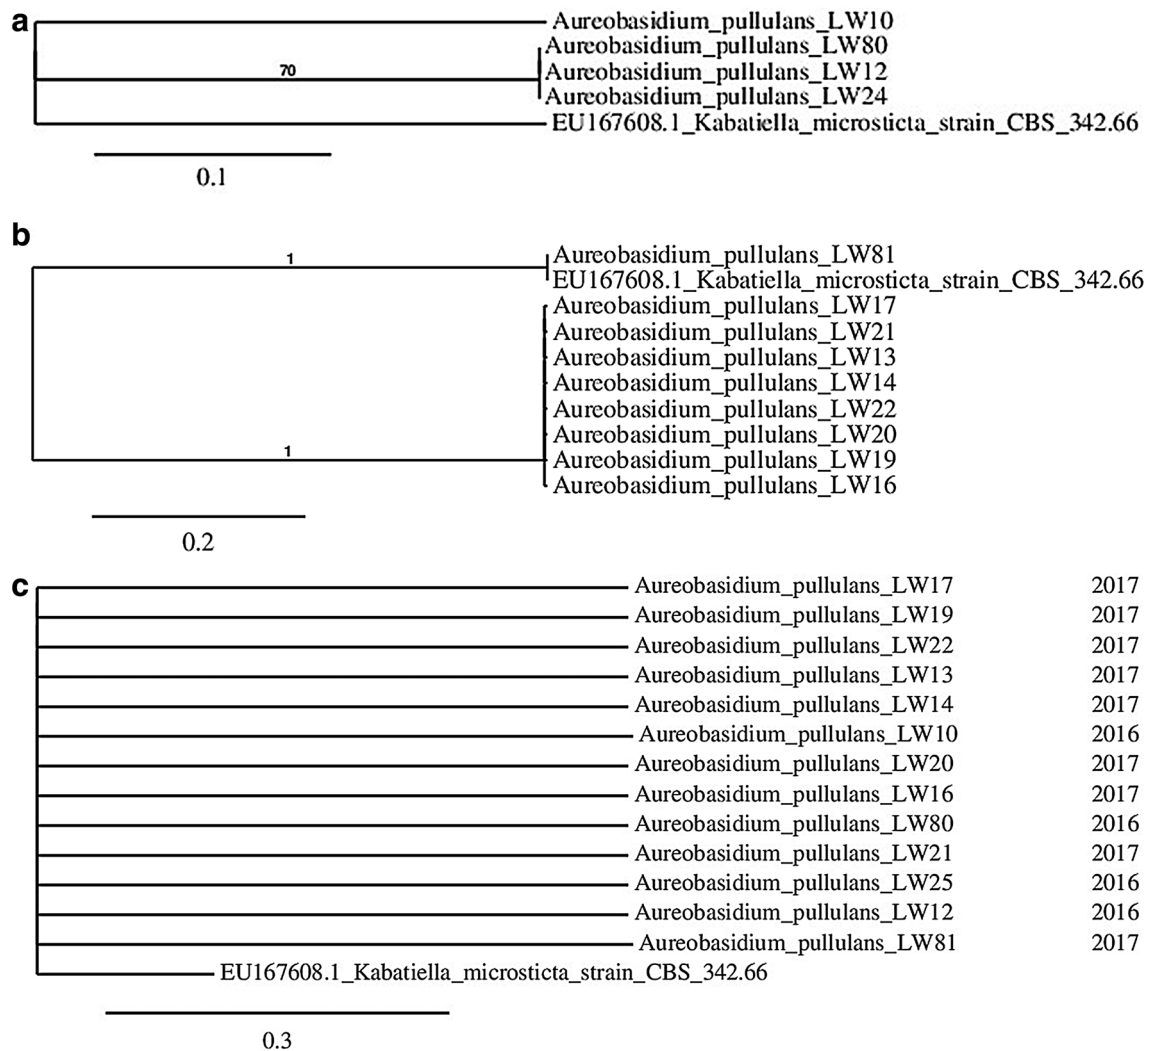 a
Aureobasidium_pullulans_LW10
Aureobasidium_pullulans_LW80
70
Aureobasidium_pullulans_LW12
Aureobasidium_pullulans_LW24
EU167608.1_Kabatiella_microsticta_strain_CBS_342.66
0.1
b
Aureobasidium_pullulans_LW81
1
EU167608.1_Kabatiella_microsticta_strain_CBS_342.66
Aureobasidium_pullulans_LW17
Aureobasidium_pullulans_LW21
Aureobasidium_pullulans_LW13
Aureobasidium_pullulans_LW14
Aureobasidium_pullulans_LW22
Aureobasidium_pullulans_LW20
1
Aureobasidium_pullulans_LW19
Aureobasidium_pullulans_LW16
0.2
c
Aureobasidium_pullulans_LW17 2017
Aureobasidium_pullulans_LW19 2017
Aureobasidium_pullulans_LW22 2017
Aureobasidium_pullulans_LW13 2017
Aureobasidium_pullulans_LW14 2017
Aureobasidium_pullulans_LW10 2016
Aureobasidium_pullulans_LW20 2017
Aureobasidium_pullulans_LW16 2017
Aureobasidium_pullulans_LW80 2016
Aureobasidium_pullulans_LW21 2017
Aureobasidium_pullulans_LW25 2016
Aureobasidium_pullulans_LW12 2016
Aureobasidium_pullulans_LW81 2017
EU167608.1_Kabatiella_microsticta_strain_CBS_342.66
0.3